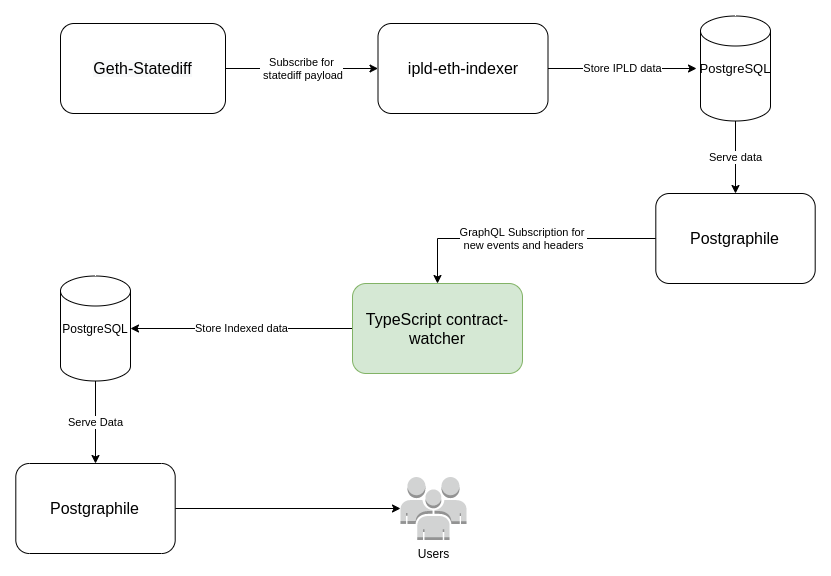 Geth-Statediff
Subscribe for
statediff payload
ipld-eth-indexer
Store IPLD data
PostgreSQL
Serve data
Postgraphile
GraphQL Subscription for
new events and headers
TypeScript contract-
watcher
Store Indexed data
PostgreSQL
Serve Data
Postgraphile
Users